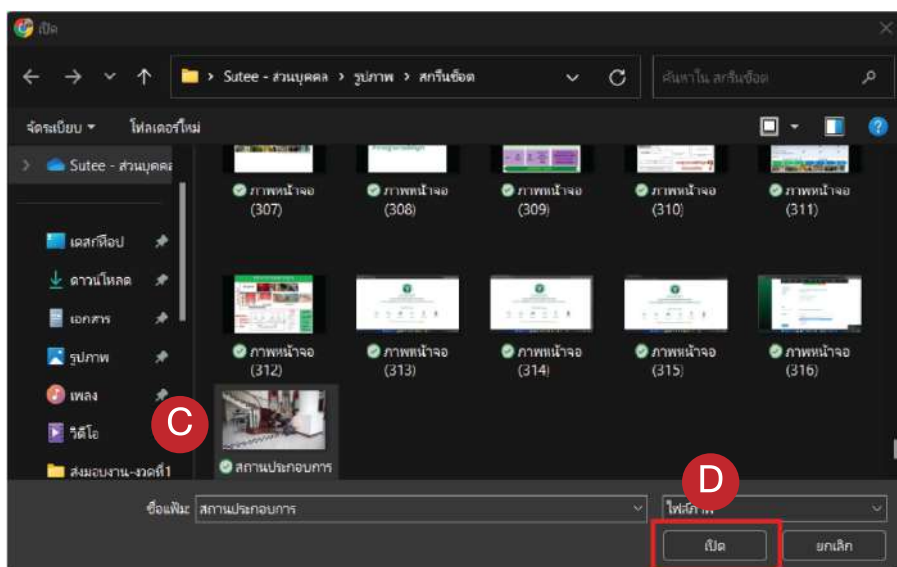 เปิด
Sutee - ส่วนบุคคล › รูปภาพ › สกรีนช็อต
ค้นหาใน สกรีนช็อต
จัดระเบียบ
โฟลเดอร์ใหม่
Sutee - ส่วนบุคคล
เดสก์ท็อป
ดาวน์โหลด
เอกสาร
รูปภาพ
เพลง
วิดีโอ
ส่งมอบงาน-งวดที่1
ภาพหน้าจอ
(307)
ภาพหน้าจอ
(308)
ภาพหน้าจอ
(309)
ภาพหน้าจอ
(310)
ภาพหน้าจอ
(311)
ภาพหน้าจอ
(312)
ภาพหน้าจอ
(313)
ภาพหน้าจอ
(314)
ภาพหน้าจอ
(315)
ภาพหน้าจอ
(316)
C
สถานประกอบการ
D
ชื่อแฟ้ม: สถานประกอบการ
ไฟล์ภาพ
เปิด
ยกเลิก